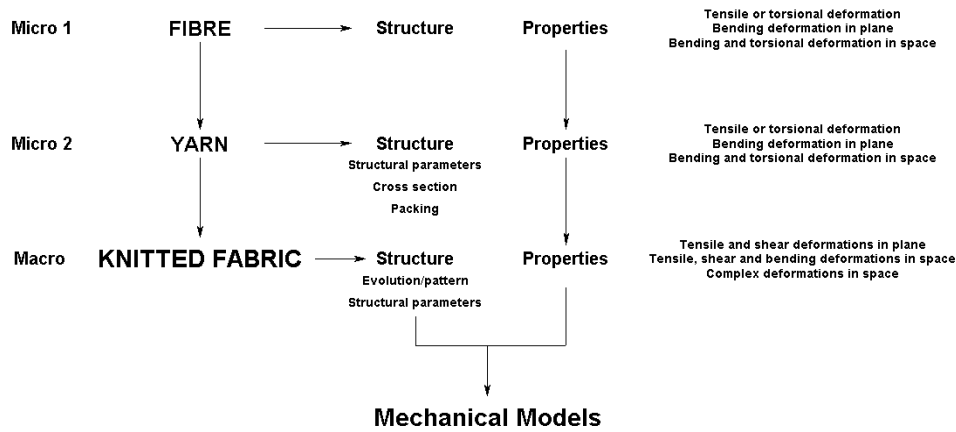 Micro 1 FIBRE Structure Properties
Tensile or torsional deformation
Bending deformation in plane
Bending and torsional deformation in space
Micro 2 YARN Structure Properties
Structural parameters
Cross section
Packing
Tensile or torsional deformation
Bending deformation in plane
Bending and torsional deformation in space
Macro KNITTED FABRIC Structure Properties
Evolution/pattern
Structural parameters
Tensile and shear deformations in plane
Tensile, shear and bending deformations in space
Complex deformations in space
Mechanical Models